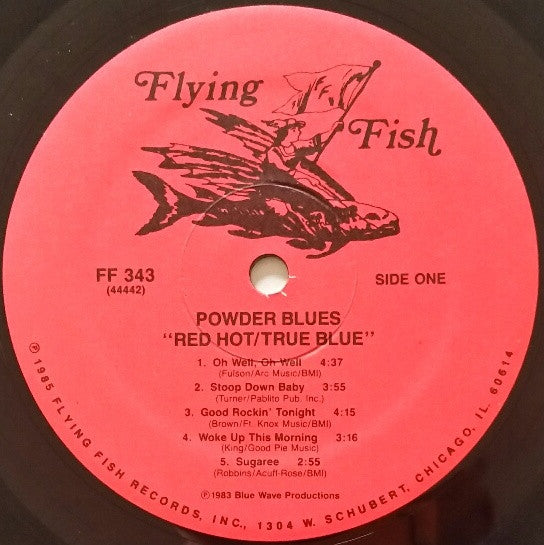 Flying
Fish
FF 343
(44442)
SIDE ONE
POWDER BLUES
"RED HOT/TRUE BLUE"
1. Oh Well, Oh Well 4:37
(Fulson/Arc Music/BMI)
2. Stoop Down Baby 3:55
(Turner/Pablito Pub. Inc.)
3. Good Rockin' Tonight 4:15
(Brown/Ft. Knox Music/BMI)
4. Woke Up This Morning 3:16
(King/Good Pie Music)
5. Sugaree 2:55
(Robbins/Acuff-Rose/BMI)
℗1983 Blue Wave Productions
℗ 1985 FLYING FISH RECORDS, INC., 1304 W. SCHUBERT, CHICAGO, IL. 60614